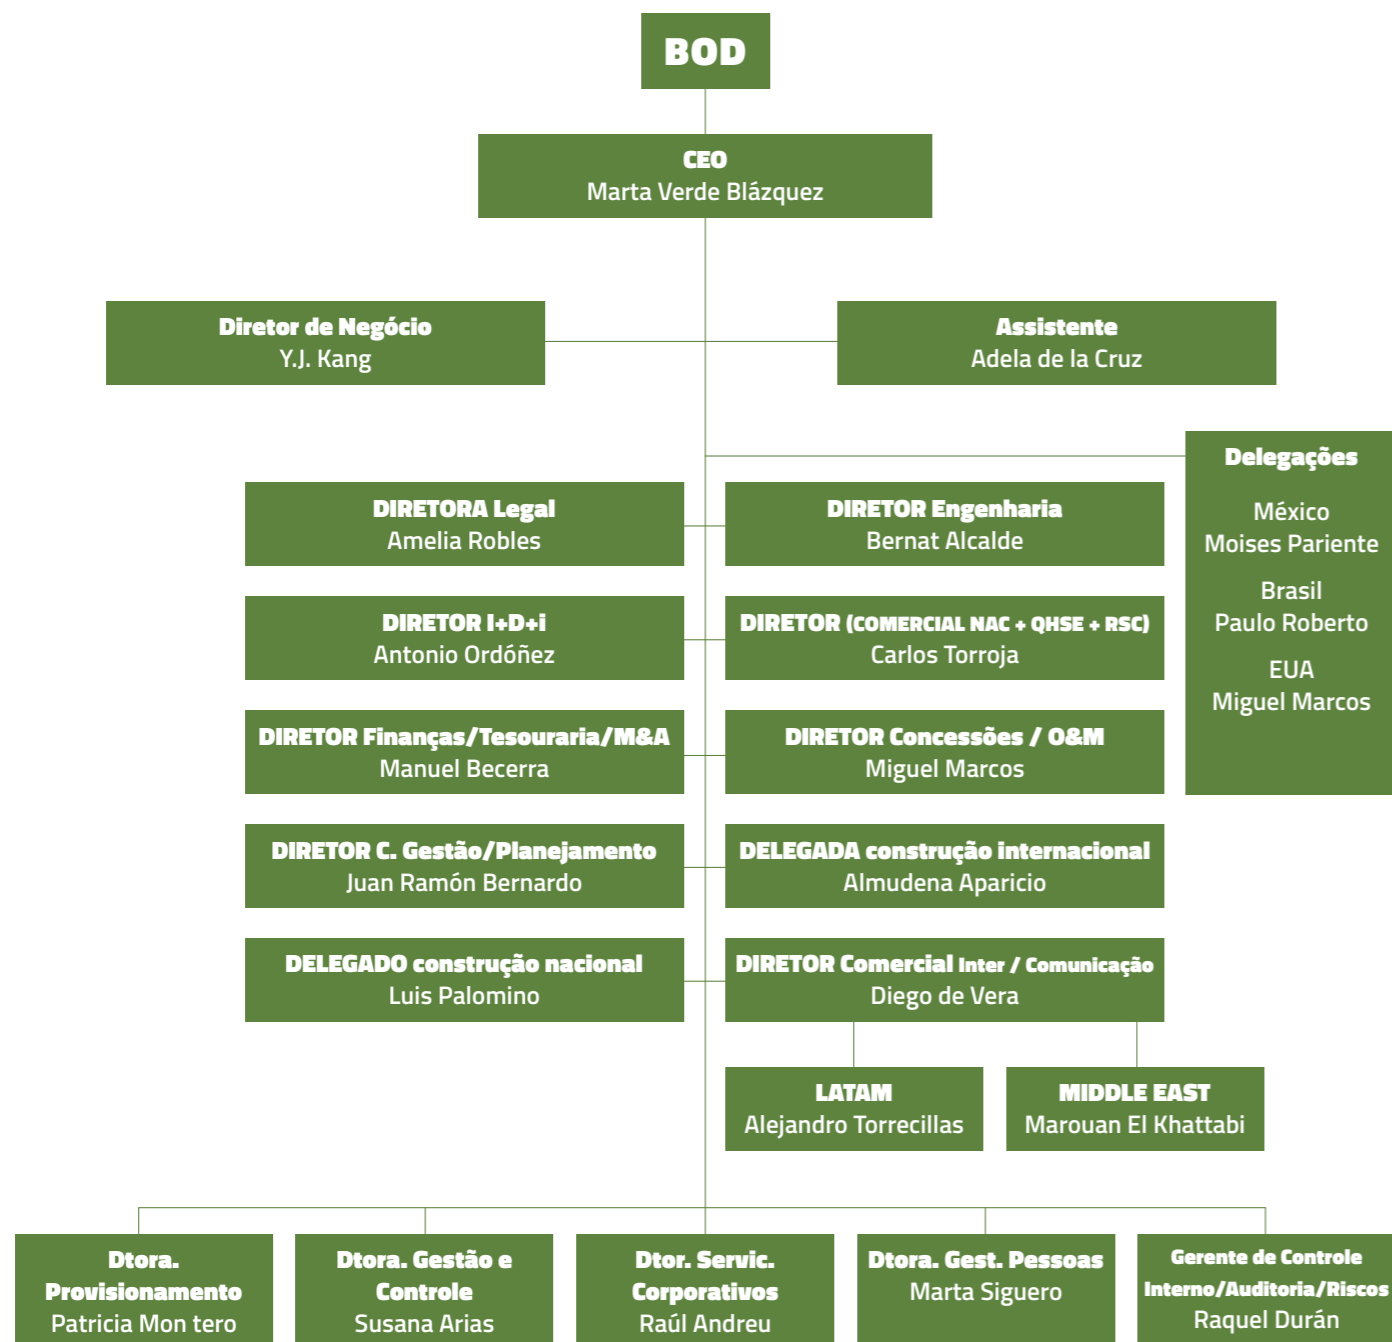 BOD
CEO
Marta Verde Blázquez
Diretor de Negócio
Y.J. Kang
Assistente
Adela de la Cruz
Delegações
México
Moises Pariente
Brasil
Paulo Roberto
EUA
Miguel Marcos
DIRETORA Legal
Amelia Robles
DIRETOR Engenharia
Bernat Alcalde
DIRETOR I+D+i
Antonio Ordóñez
DIRETOR (COMERCIAL NAC + QHSE + RSC)
Carlos Torroja
DIRETOR Finanças/Tesouraria/M&A
Manuel Becerra
DIRETOR Concessões / O&M
Miguel Marcos
DIRETOR C. Gestão/Planejamento
Juan Ramón Bernardo
DELEGADA construção internacional
Almudena Aparicio
DELEGADO construção nacional
Luis Palomino
DIRETOR Comercial Inter / Comunicação
Diego de Vera
LATAM
Alejandro Torrecillas
MIDDLE EAST
Marouan El Khattabi
Dtora.
Provisionamento
Patricia Mon tero
Dtora. Gestão e
Controle
Susana Arias
Dtor. Servic.
Corporativos
Raúl Andreu
Dtora. Gest. Pessoas
Marta Siguero
Gerente de Controle
Interno/Auditoria/Riscos
Raquel Durán